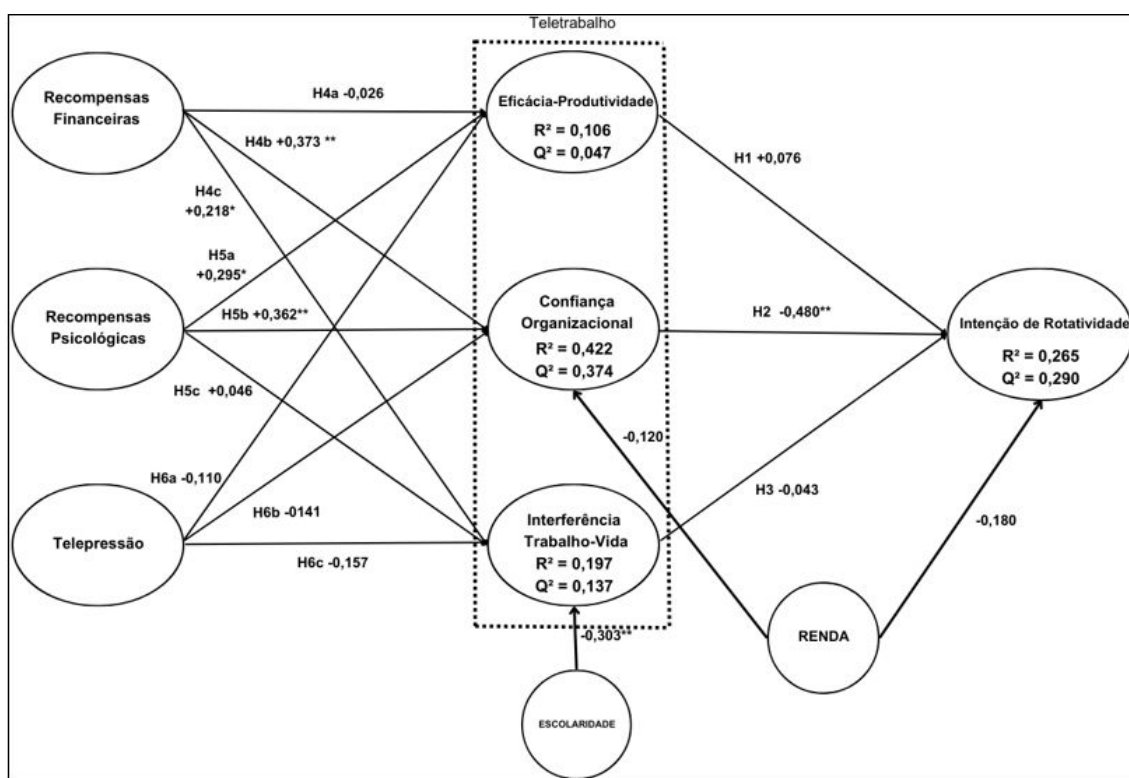 Teletrabalho
Recompensas
Financeiras
H4a -0,026
Eficácia-Produtividade
R² = 0,106
Q² = 0,047
H4b +0,373 **
H1 +0,076
H4c
+0,218*
H5a
+0,295*
Recompensas
Psicológicas
H5b +0,362**
Confiança
Organizacional
R² = 0,422
Q² = 0,374
H2 -0,480**
Intenção de Rotatividade
R² = 0,265
Q² = 0,290
H5c +0,046
-0,120
H6a -0,110
H6b -0141
H3 -0,043
Telepressão
H6c -0,157
Interferência
Trabalho-Vida
R² = 0,197
Q² = 0,137
-0,180
-0,303**
RENDA
ESCOLARIDADE